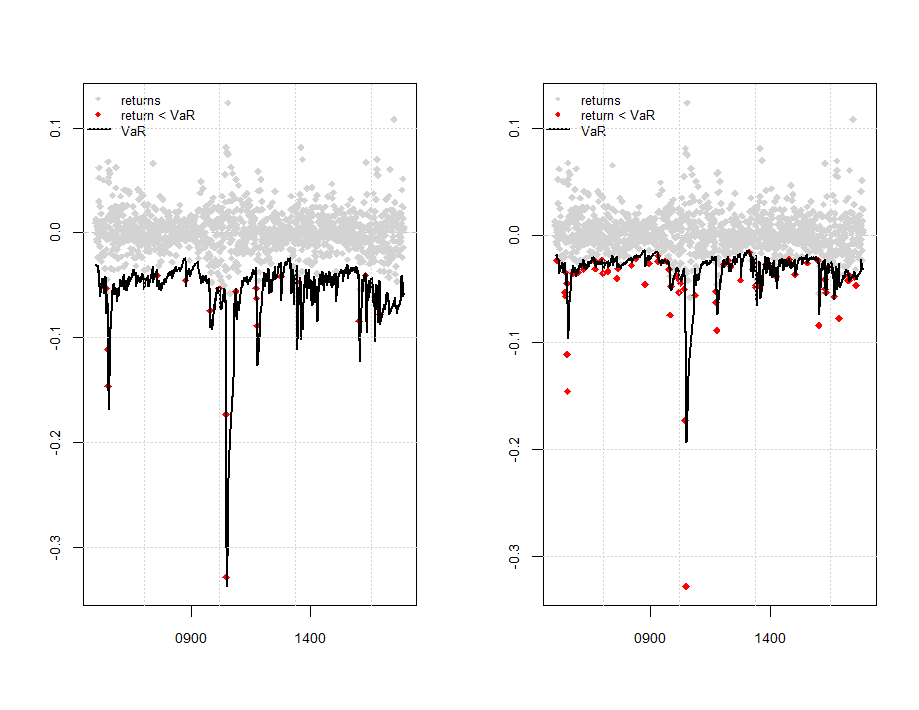 returns
return < VaR
VaR
0.1
0.0
-0.1
-0.2
-0.3
0900
1400
returns
return < VaR
VaR
0.1
0.0
-0.1
-0.2
-0.3
0900
1400